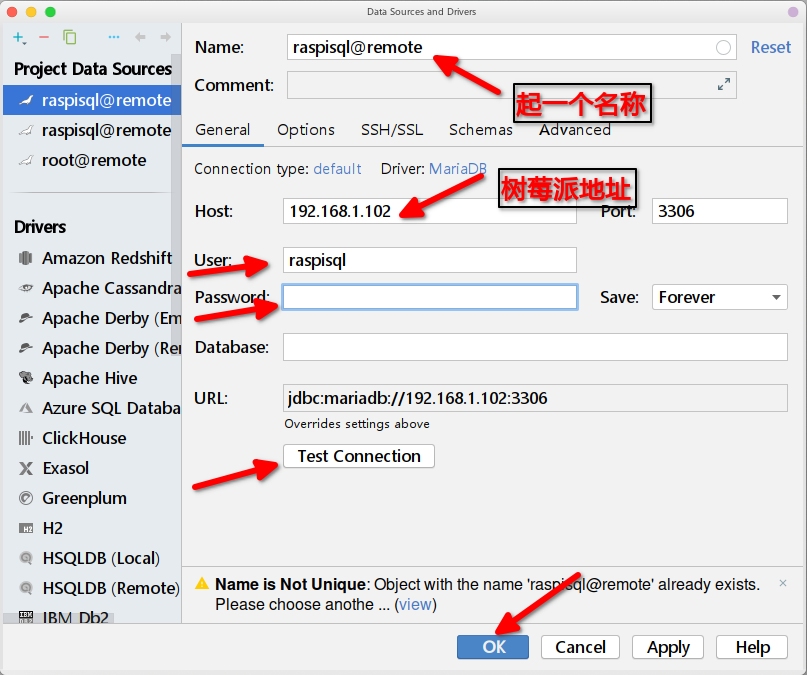 Data Sources and Drivers
Project Data Sources
raspisql@remote
raspisql@remote
root@remote
Drivers
Amazon Redshift
Apache Cassandra
Apache Derby (Em
Apache Derby (Re
Apache Hive
Azure SQL Databa
ClickHouse
Exasol
Greenplum
H2
HSQLDB (Local)
HSQLDB (Remote)
IBM Db2
Name: raspisql@remote Reset
起一个名称
Comment:
General Options SSH/SSL Schemas Advanced
Connection type: default Driver: MariaDB
树莓派地址
Host: 192.168.1.102 Port: 3306
User: raspisql
Password: Save: Forever
Database:
URL: jdbc:mariadb://192.168.1.102:3306
Overrides settings above
Test Connection
Name is Not Unique: Object with the name 'raspisql@remote' already exists.
Please choose anothe ... (view)
OK Cancel Apply Help